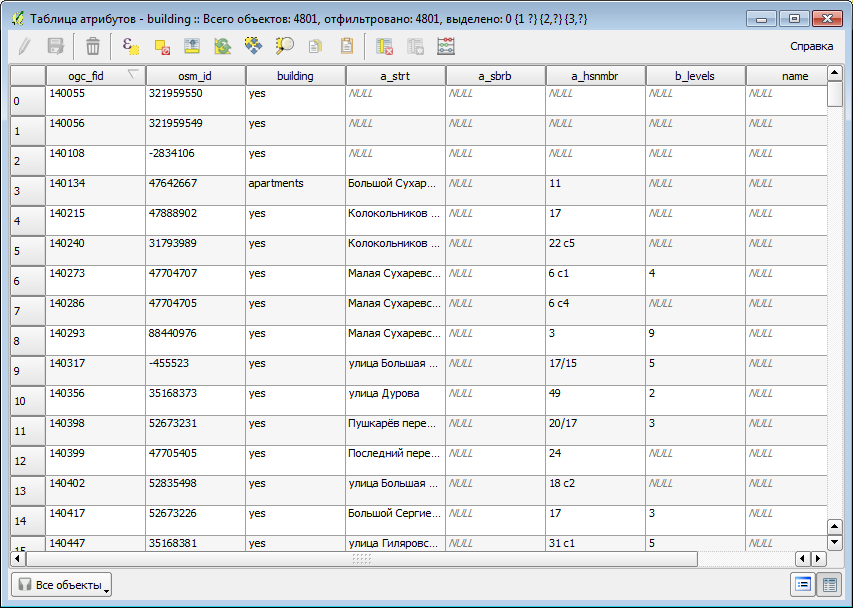 Таблица атрибутов - building :: Всего объектов: 4801, отфильтровано: 4801, выделено: 0 {1 ?} {2,?} {3,?}
Справка
ogc_fid osm_id building a_strt a_sbrb a_hsnmbr b_levels name
0 140055 321959550 yes NULL NULL NULL NULL NULL
1 140056 321959549 yes NULL NULL NULL NULL NULL
2 140108 -2834106 yes NULL NULL NULL NULL NULL
3 140134 47642667 apartments Большой Сухар... NULL 11 NULL NULL
4 140215 47888902 yes Колокольников ... NULL 17 NULL NULL
5 140240 31793989 yes Колокольников ... NULL 22 с5 NULL NULL
6 140273 47704707 yes Малая Сухаревс... NULL 6 с1 4 NULL
7 140286 47704705 yes Малая Сухаревс... NULL 6 с4 NULL NULL
8 140293 88440976 yes Малая Сухаревс... NULL 3 9 NULL
9 140317 -455523 yes улица Большая ... NULL 17/15 5 NULL
10 140356 35168373 yes улица Дурова NULL 49 2 NULL
11 140398 52673231 yes Пушкарёв пере... NULL 20/17 3 NULL
12 140399 47705405 yes Последний пере... NULL 24 NULL NULL
13 140402 52835498 yes улица Большая ... NULL 18 с2 NULL NULL
14 140417 52673226 yes Большой Сергие... NULL 17 3 NULL
15 140447 35168381 yes улица Гиляровс... NULL 31 с1 5 NULL
Все объекты